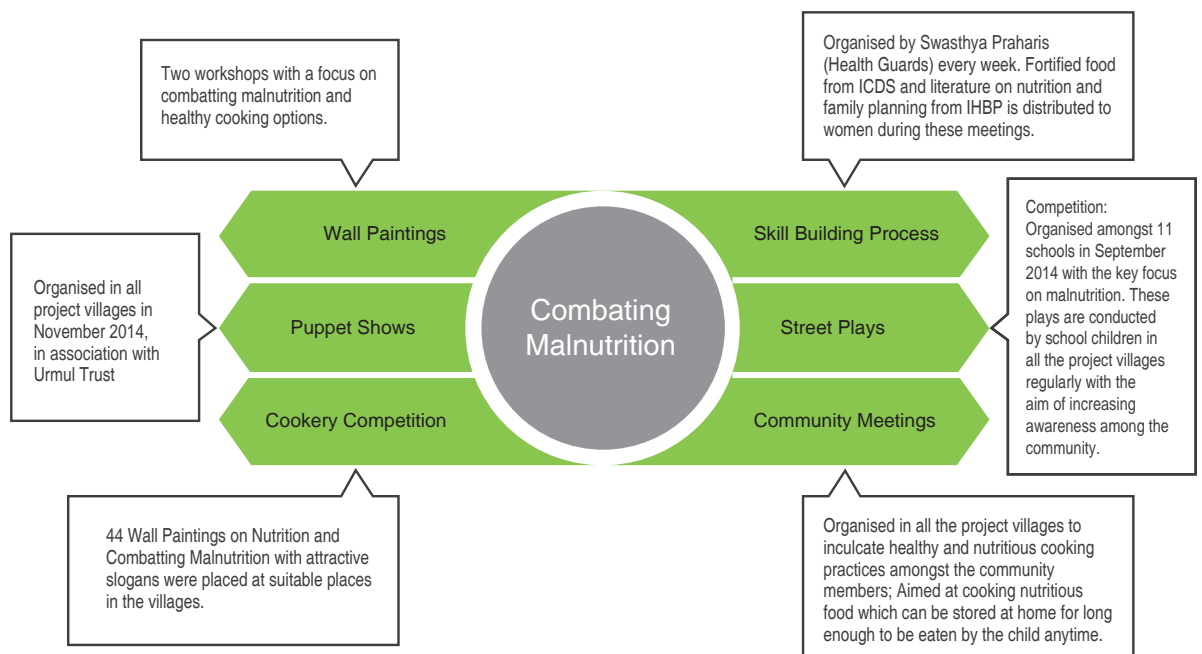 Two workshops with a focus on
combatting malnutrition and
healthy cooking options.
Organised by Swasthya Praharis
(Health Guards) every week. Fortified food
from ICDS and literature on nutrition and
family planning from IHBP is distributed to
women during these meetings.
Wall Paintings
Skill Building Process
Organised in all
project villages in
November 2014,
in association with
Urmul Trust
Puppet Shows
Combating
Malnutrition
Street Plays
Competition:
Organised amongst 11
schools in September
2014 with the key focus
on malnutrition. These
plays are conducted
by school children in
all the project villages
regularly with the
aim of increasing
awareness among the
community.
Cookery Competition
Community Meetings
44 Wall Paintings on Nutrition and
Combatting Malnutrition with attractive
slogans were placed at suitable places
in the villages.
Organised in all the project villages to
inculcate healthy and nutritious cooking
practices amongst the community
members; Aimed at cooking nutritious
food which can be stored at home for long
enough to be eaten by the child anytime.